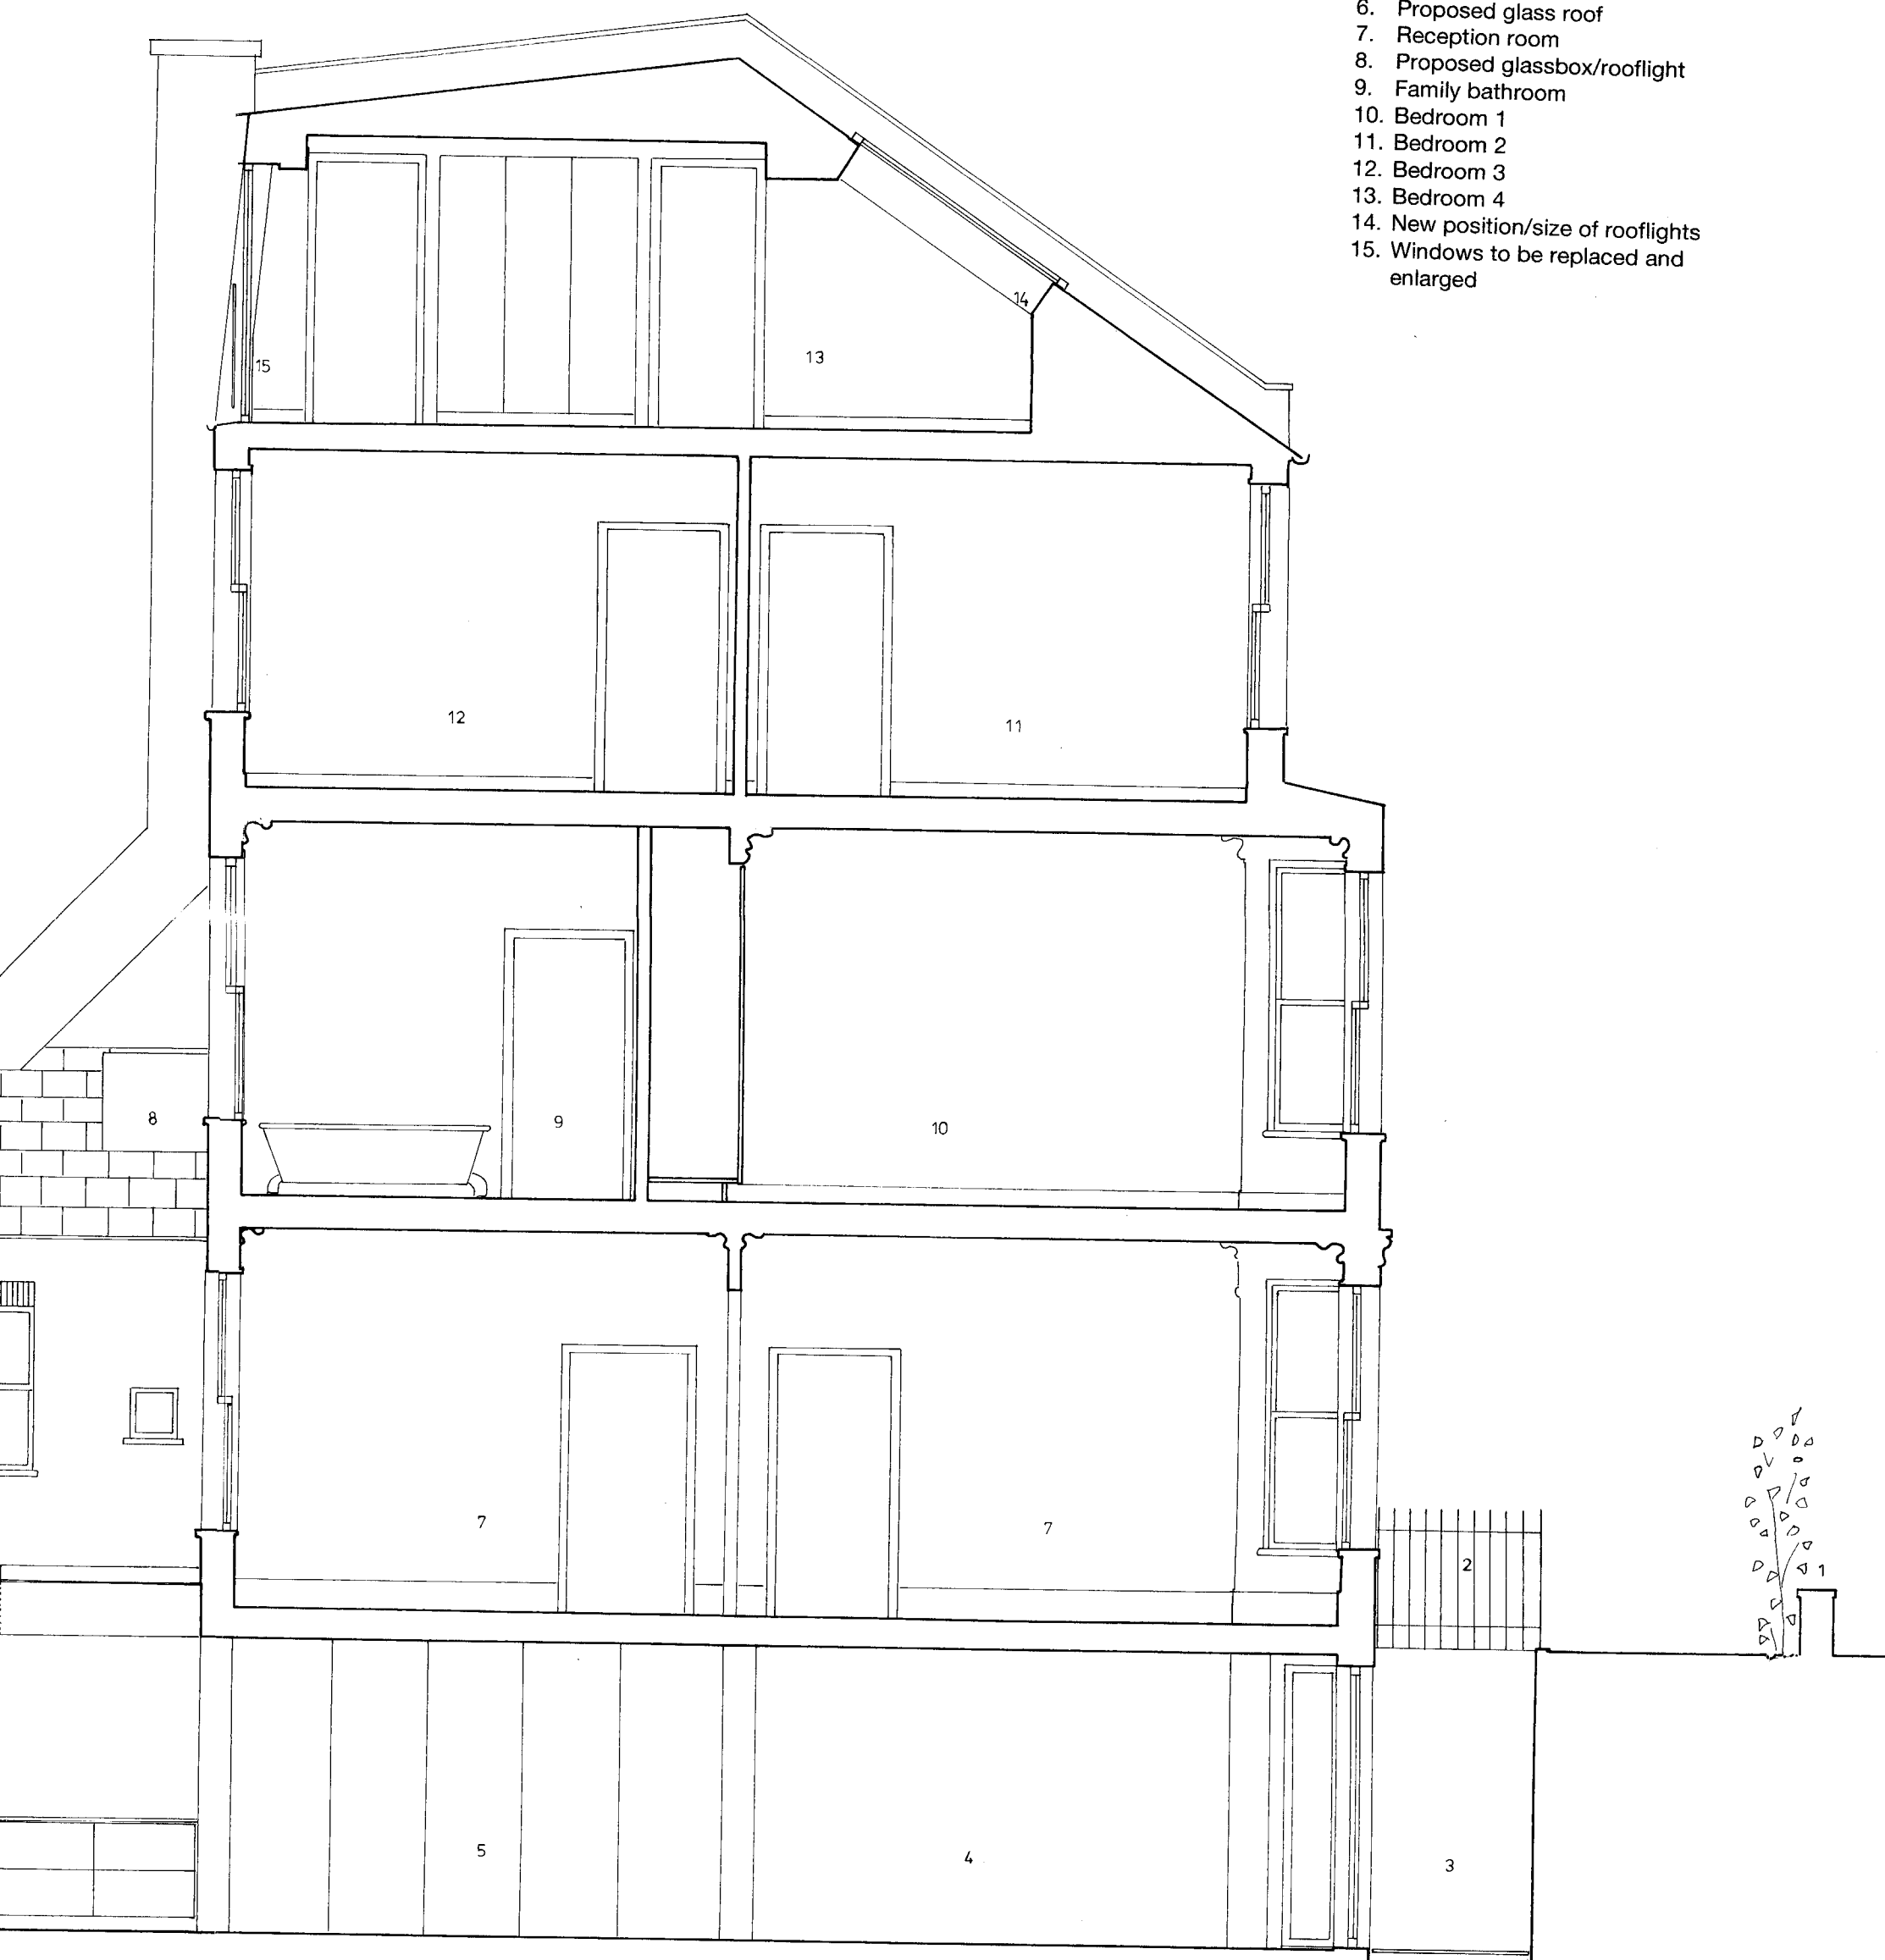 6. Proposed glass roof
7. Reception room
8. Proposed glassbox/rooflight
9. Family bathroom
10. Bedroom 1
11. Bedroom 2
12. Bedroom 3
13. Bedroom 4
14. New position/size of rooflights
15. Windows to be replaced and
enlarged
14
15
13
12
11
8
9
10
7
7
2
1
5
4
3